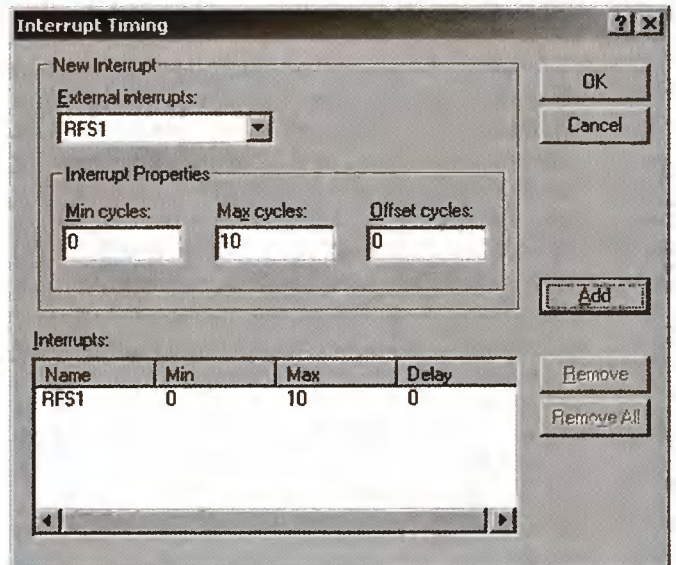 Interrupt Timing
New Interrupt
External interrupts:
RFS1
OK
Cancel
Interrupt Properties
Min cycles:
Max cycles:
Offset cycles:
0
10
0
Add
Interrupts:
Name Min Max Delay
RFS1 0 10 0
Remove
Remove All